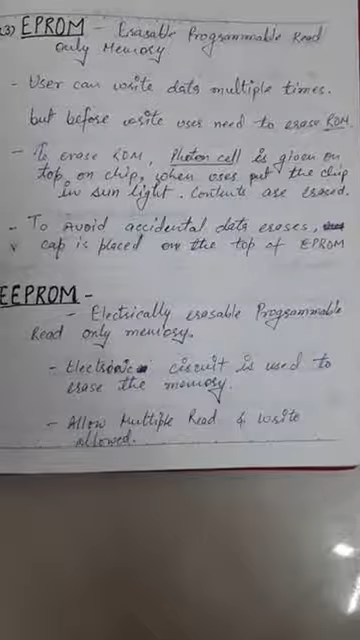 (3) EPROM - Erasable Programmable Read
only Memory
- User can write data multiple times.
but before write user need to erase ROM.
- To erase ROM, Photon cell is given on
top on chip, when user put the chip
in sun light. Contents are erased.
- To Avoid accidental data erases,
cap is placed on the top of EPROM
EEPROM -
- Electrically erasable Programmable
Read only memory.
- Electronic circuit is used to
erase the memory.
- Allow Multiple Read & write
allowed.